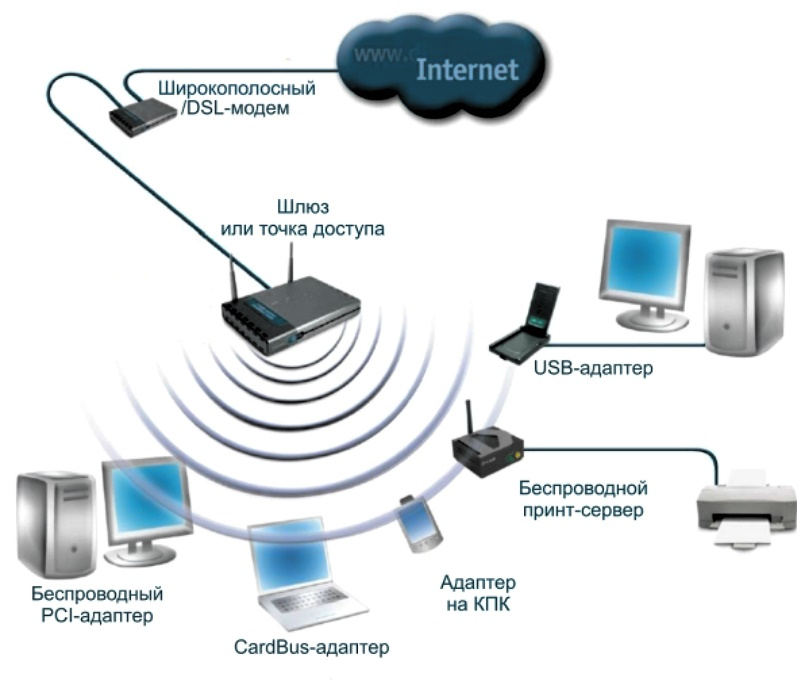 www.d
Internet
Широкополосный
/DSL-модем
Шлюз
или точка доступа
USB-адаптер
Беспроводной
принт-сервер
Адаптер
на КПК
Беспроводный
PCI-адаптер
CardBus-адаптер